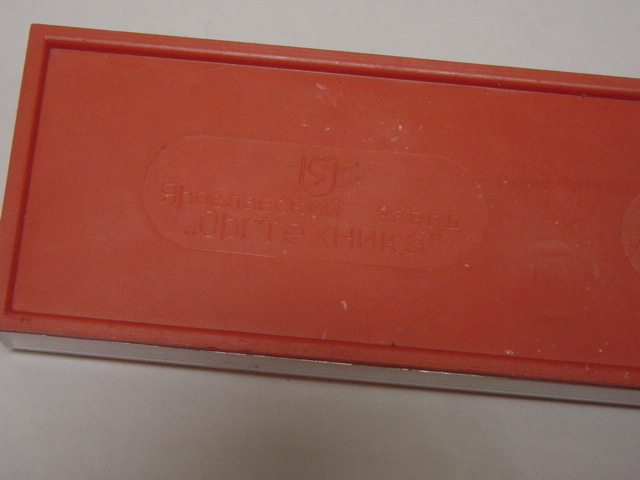 Я
Ярославский завод
„Оргтехника"